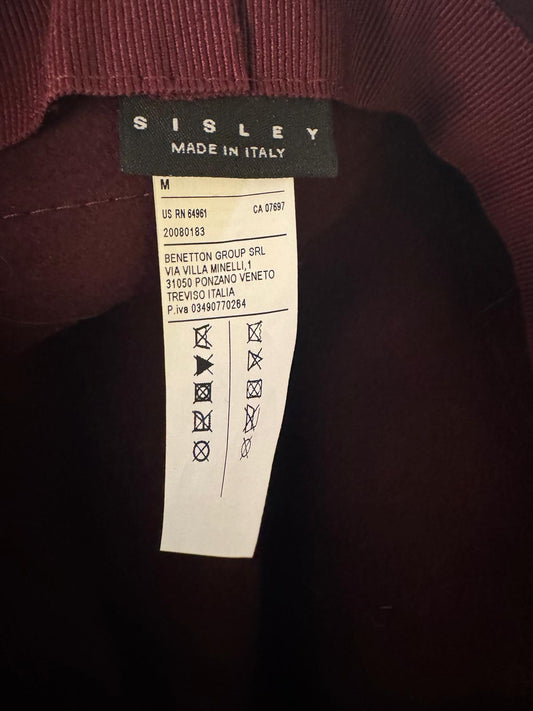 SISLEY
MADE IN ITALY
M
US RN 64961 CA 07697
20080183
BENETTON GROUP SRL
VIA VILLA MINELLI,1
31050 PONZANO VENETO
TREVISO ITALIA
P.iva 03490770264